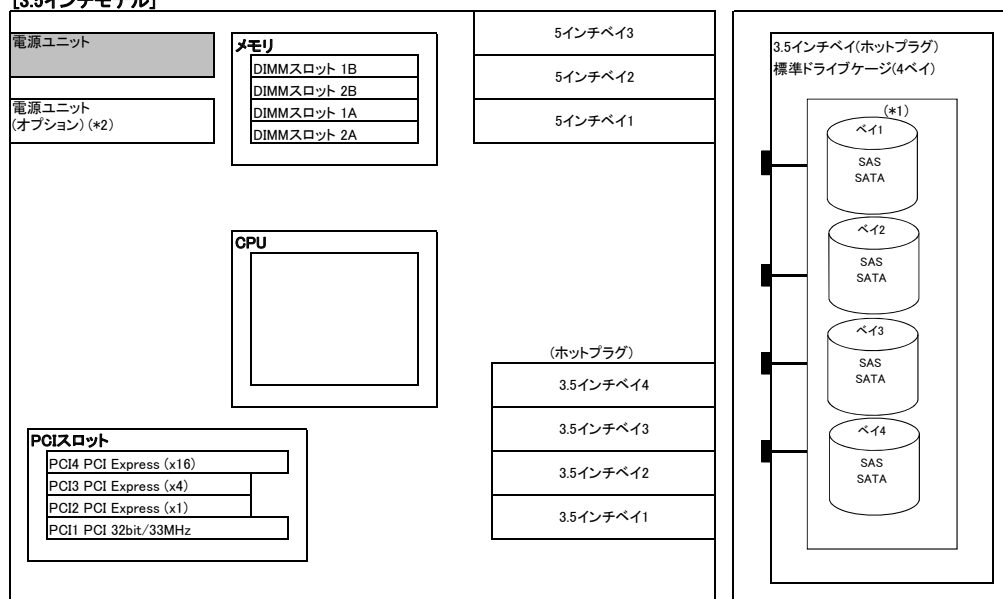 [3.5インチモデル]
電源ユニット
電源ユニット
(オプション) (*2)
メモリ
DIMMスロット 1B
DIMMスロット 2B
DIMMスロット 1A
DIMMスロット 2A
5インチベイ3
5インチベイ2
5インチベイ1
CPU
(ホットプラグ)
3.5インチベイ4
3.5インチベイ3
3.5インチベイ2
3.5インチベイ1
PCIスロット
PCI4 PCI Express (x16)
PCI3 PCI Express (x4)
PCI2 PCI Express (x1)
PCI1 PCI 32bit/33MHz
3.5インチベイ(ホットプラグ)
標準ドライブケージ(4ベイ)
(*1)
ベイ1
SAS
SATA
ベイ2
SAS
SATA
ベイ3
SAS
SATA
ベイ4
SAS
SATA